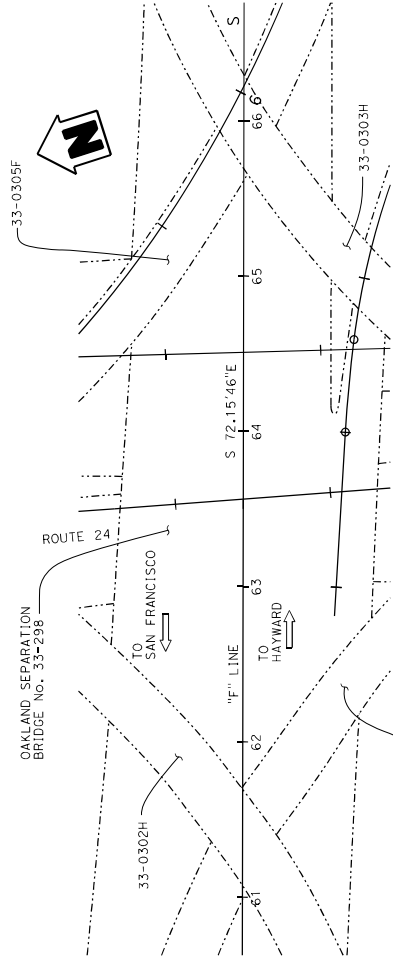 33-0305F
N
S
66
6
33-0303H
65
S 72.15'46"E
64
ROUTE 24
OAKLAND SEPARATION
BRIDGE No. 33-298
63
TO
SAN FRANCISCO
"F" LINE
TO
HAYWARD
62
33-0302H
61